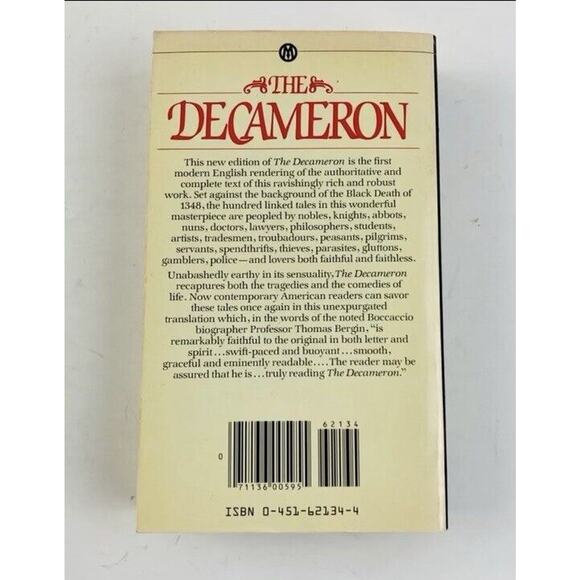 M
THE
DECAMERON
This new edition of The Decameron is the first
modern English rendering of the authoritative and
complete text of this ravishingly rich and robust
work. Set against the background of the Black Death of
1348, the hundred linked tales in this wonderful
masterpiece are peopled by nobles, knights, abbots,
nuns, doctors, lawyers, philosophers, students,
artists, tradesmen, troubadours, peasants, pilgrims,
servants, spendthrifts, thieves, parasites, gluttons,
gamblers, police—and lovers both faithful and faithless.
Unabashedly earthy in its sensuality, The Decameron
recaptures both the tragedies and the comedies of
life. Now contemporary American readers can savor
these tales once again in this unexpurgated
translation which, in the words of the noted Boccaccio
biographer Professor Thomas Bergin, “is
remarkably faithful to the original in both letter and
spirit...swift-paced and buoyant...smooth,
graceful and eminently readable....The reader may be
assured that he is...truly reading The Decameron.”
62134
0
71136 00595
ISBN 0-451-62134-4